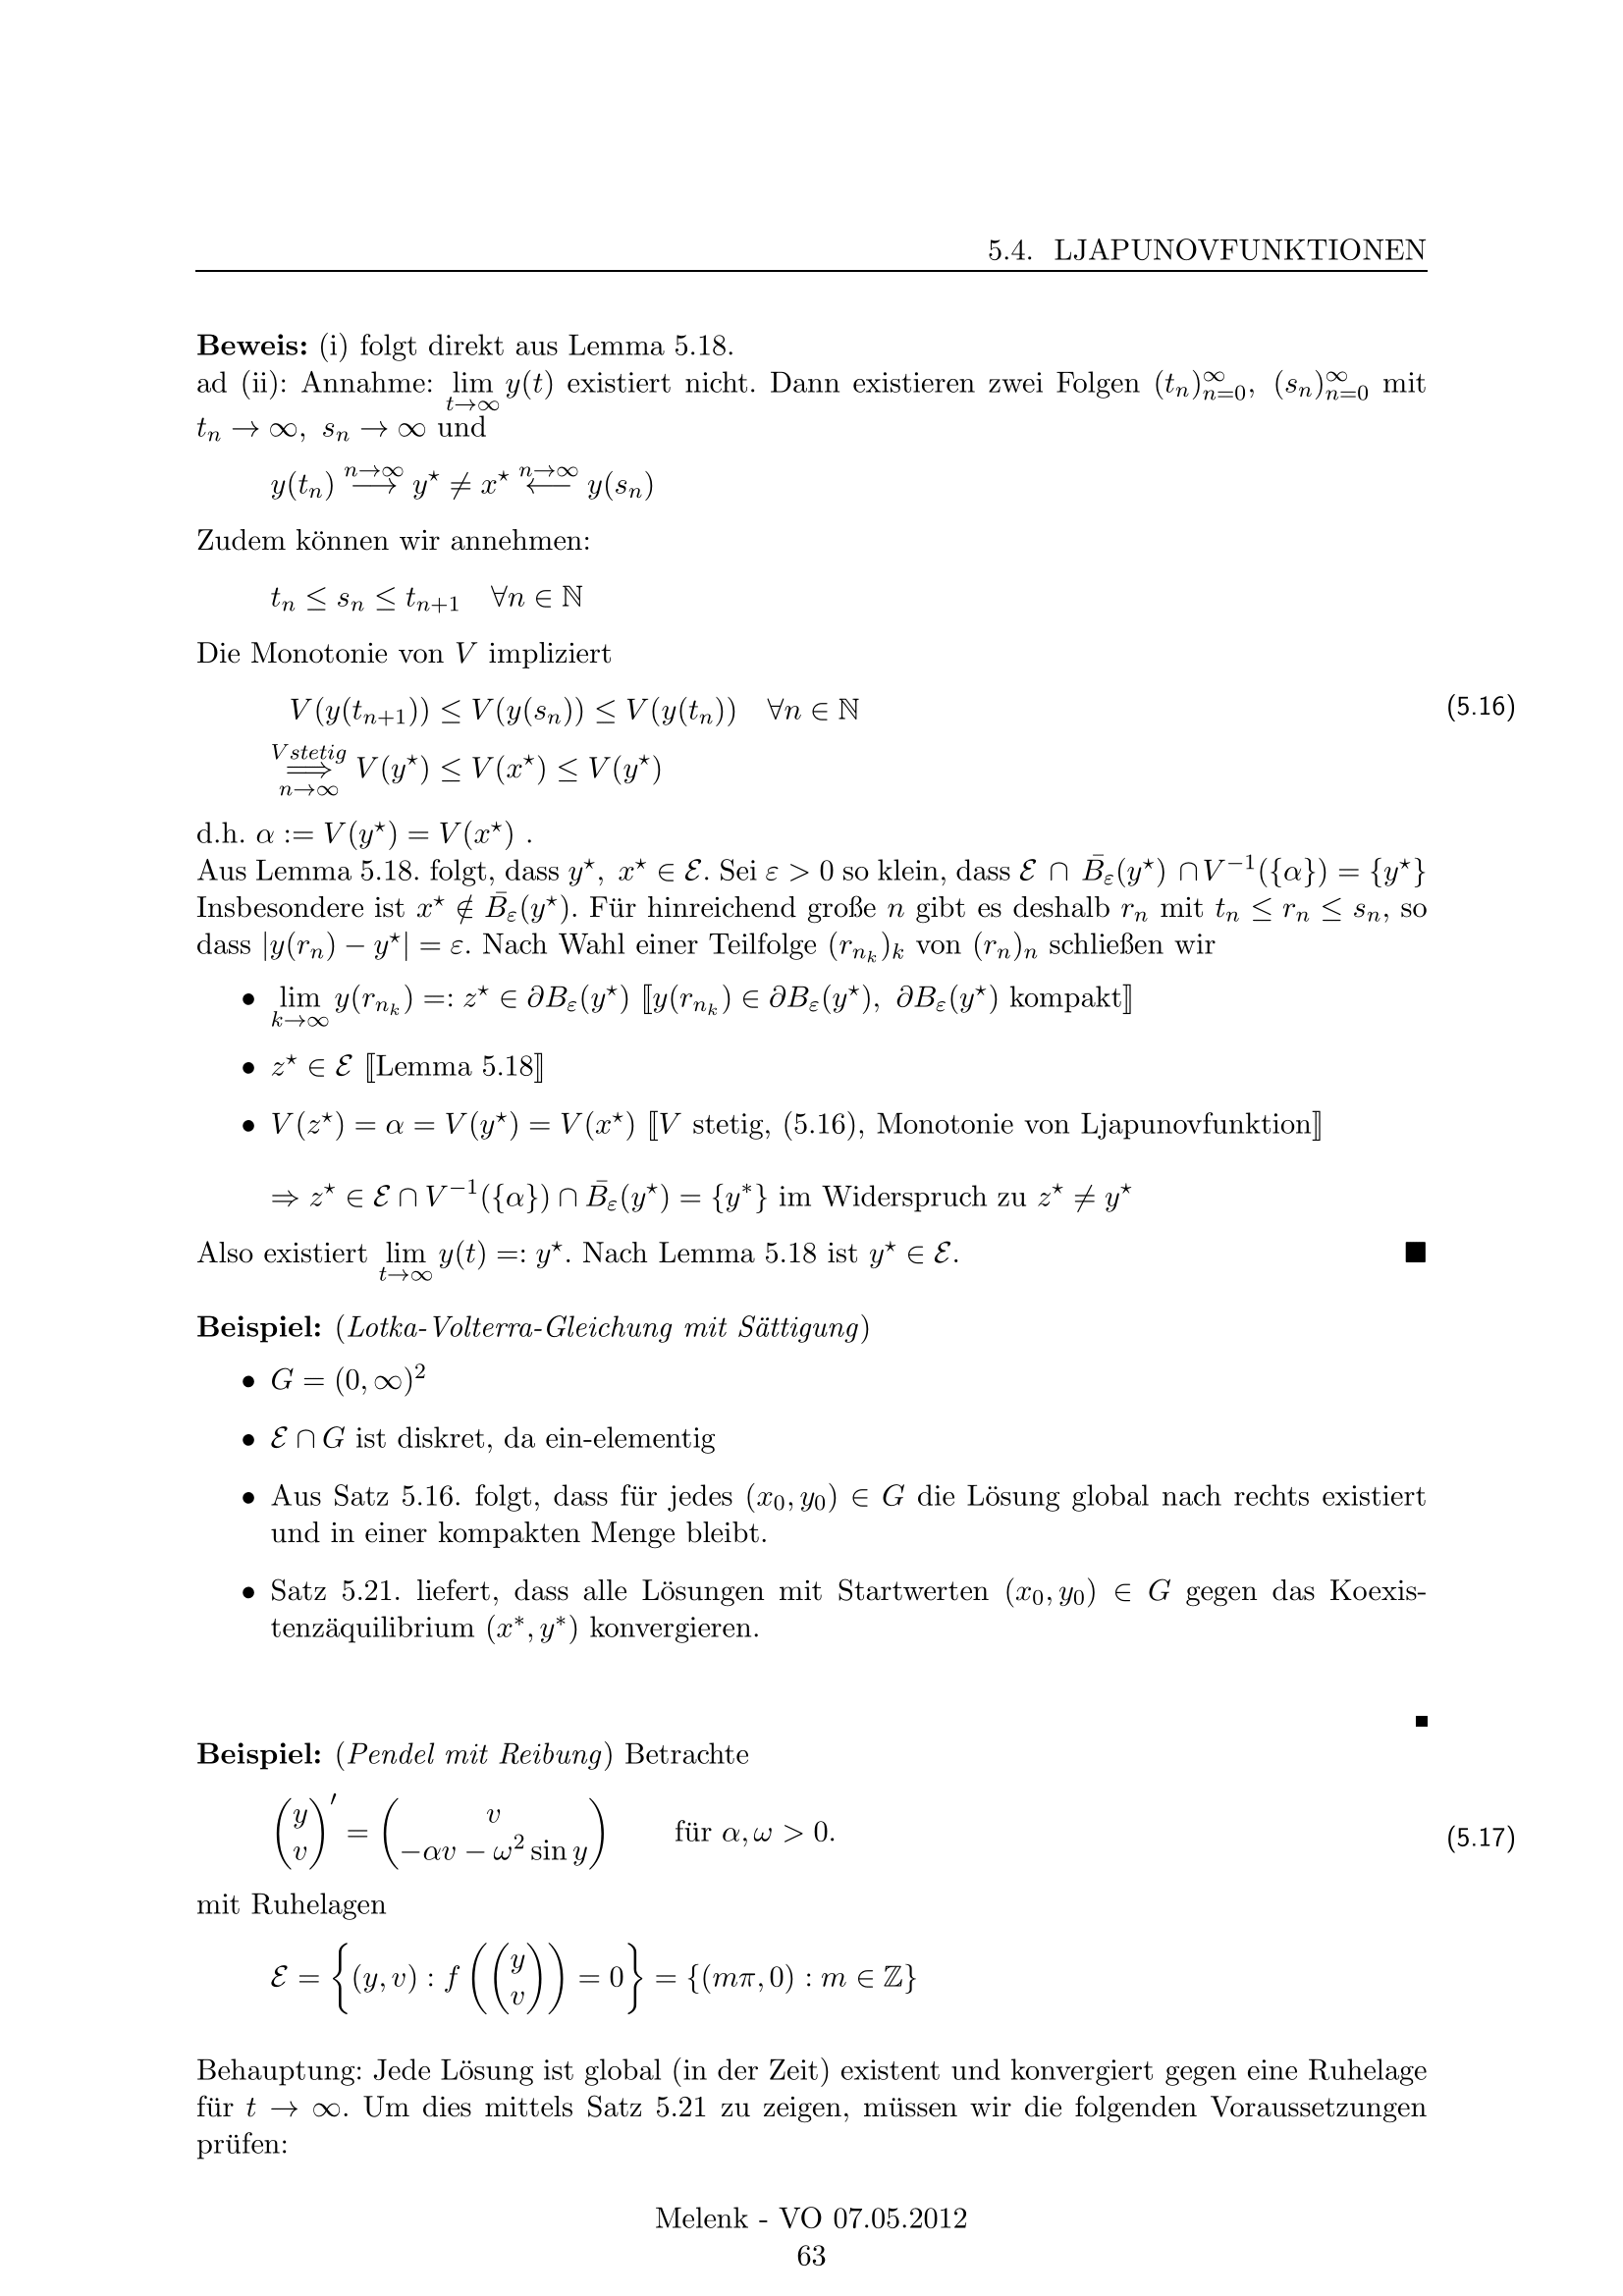 5.4. LJAPUNOVFUNKTIONEN
Beweis: (i) folgt direkt aus Lemma 5.18.
ad (ii): Annahme: $\lim_{t\to\infty} y(t)$ existiert nicht. Dann existieren zwei Folgen $(t_n)_{n=0}^{\infty},\ (s_n)_{n=0}^{\infty}$ mit
$t_n \to \infty,\ s_n \to \infty$ und
$y(t_n) \stackrel{n\to\infty}{\longrightarrow} y^\star \neq x^\star \stackrel{n\to\infty}{\longleftarrow} y(s_n)$
Zudem können wir annehmen:
$t_n \leq s_n \leq t_{n+1} \quad \forall n \in \mathbb{N}$
Die Monotonie von $V$ impliziert
$V(y(t_{n+1})) \leq V(y(s_n)) \leq V(y(t_n)) \quad \forall n \in \mathbb{N}$ (5.16)
$\underset{n\to\infty}{\overset{V stetig}{\Longrightarrow}} V(y^\star) \leq V(x^\star) \leq V(y^\star)$
d.h. $\alpha := V(y^\star) = V(x^\star)$ .
Aus Lemma 5.18. folgt, dass $y^\star,\ x^\star \in \mathcal{E}$. Sei $\varepsilon > 0$ so klein, dass $\mathcal{E} \cap \bar{B}_\varepsilon(y^\star) \cap V^{-1}(\{\alpha\}) = \{y^\star\}$
Insbesondere ist $x^\star \notin \bar{B}_\varepsilon(y^\star)$. Für hinreichend große $n$ gibt es deshalb $r_n$ mit $t_n \leq r_n \leq s_n$, so
dass $|y(r_n) - y^\star| = \varepsilon$. Nach Wahl einer Teilfolge $(r_{n_k})_k$ von $(r_n)_n$ schließen wir
• $\lim_{k\to\infty} y(r_{n_k}) =: z^\star \in \partial B_\varepsilon(y^\star)$ ⟦$y(r_{n_k}) \in \partial B_\varepsilon(y^\star),\ \partial B_\varepsilon(y^\star)$ kompakt⟧
• $z^\star \in \mathcal{E}$ ⟦Lemma 5.18⟧
• $V(z^\star) = \alpha = V(y^\star) = V(x^\star)$ ⟦$V$ stetig, (5.16), Monotonie von Ljapunovfunktion⟧
$\Rightarrow z^\star \in \mathcal{E} \cap V^{-1}(\{\alpha\}) \cap \bar{B}_\varepsilon(y^\star) = \{y^*\}$ im Widerspruch zu $z^\star \neq y^\star$
Also existiert $\lim_{t\to\infty} y(t) =: y^\star$. Nach Lemma 5.18 ist $y^\star \in \mathcal{E}$. ■
Beispiel: (Lotka-Volterra-Gleichung mit Sättigung)
• $G = (0, \infty)^2$
• $\mathcal{E} \cap G$ ist diskret, da ein-elementig
• Aus Satz 5.16. folgt, dass für jedes $(x_0, y_0) \in G$ die Lösung global nach rechts existiert
und in einer kompakten Menge bleibt.
• Satz 5.21. liefert, dass alle Lösungen mit Startwerten $(x_0, y_0) \in G$ gegen das Koexis-
tenzäquilibrium $(x^*, y^*)$ konvergieren.
■
Beispiel: (Pendel mit Reibung) Betrachte
$\begin{pmatrix} y \\ v \end{pmatrix}' = \begin{pmatrix} v \\ -\alpha v - \omega^2 \sin y \end{pmatrix}$ für $\alpha, \omega > 0$. (5.17)
mit Ruhelagen
$\mathcal{E} = \left\{ (y, v) : f\left( \begin{pmatrix} y \\ v \end{pmatrix} \right) = 0 \right\} = \{(m\pi, 0) : m \in \mathbb{Z}\}$
Behauptung: Jede Lösung ist global (in der Zeit) existent und konvergiert gegen eine Ruhelage
für $t \to \infty$. Um dies mittels Satz 5.21 zu zeigen, müssen wir die folgenden Voraussetzungen
prüfen:
Melenk - VO 07.05.2012
63